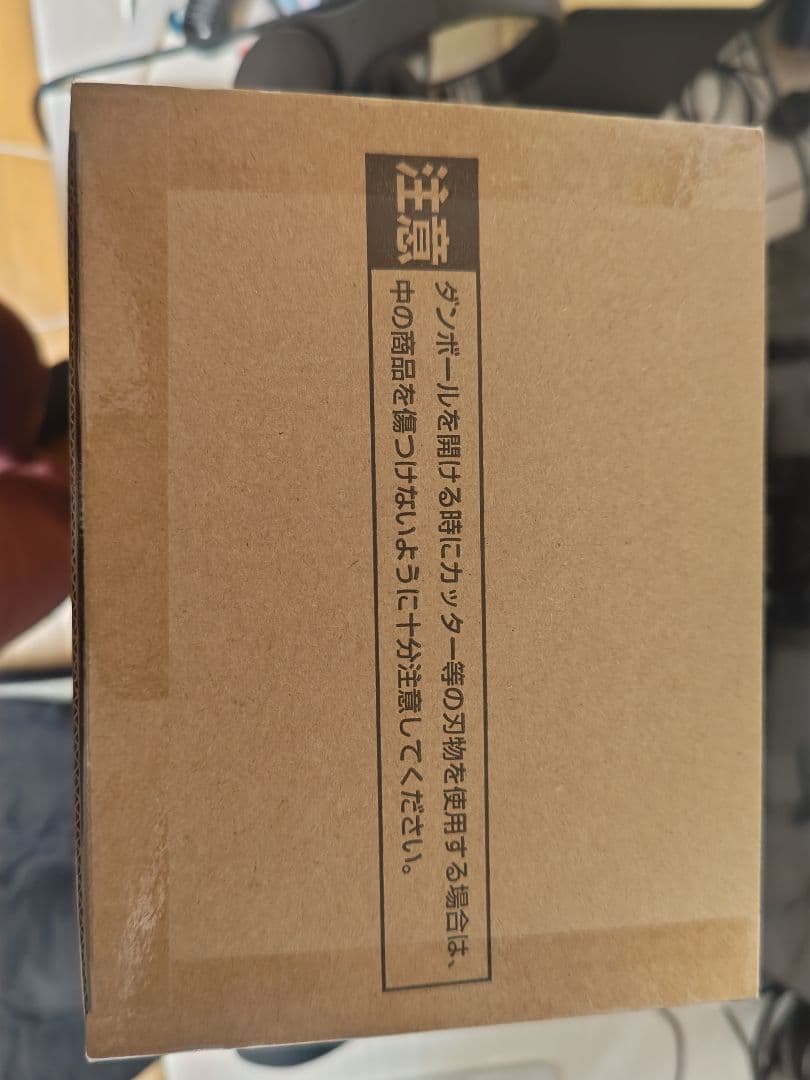 注意
ダンボールを開ける時にカッター等の刃物を使用する場合は、
中の商品を傷つけないように十分注意してください。